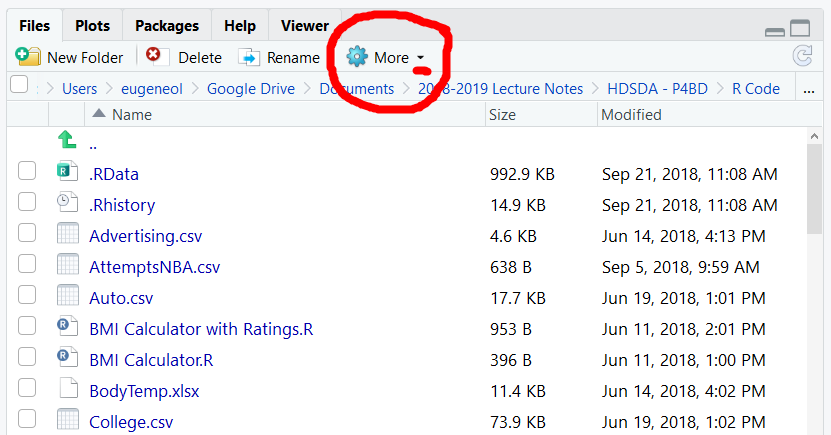 Files Plots Packages Help Viewer
New Folder Delete Rename More
Users eugeneol Google Drive Documents 2018-2019 Lecture Notes HDSDA - P4BD R Code ...
Name Size Modified
..
.RData 992.9 KB Sep 21, 2018, 11:08 AM
.Rhistory 14.9 KB Sep 21, 2018, 11:08 AM
Advertising.csv 4.6 KB Jun 14, 2018, 4:13 PM
AttemptsNBA.csv 638 B Sep 5, 2018, 9:59 AM
Auto.csv 17.7 KB Jun 19, 2018, 1:01 PM
BMI Calculator with Ratings.R 953 B Jun 11, 2018, 2:01 PM
BMI Calculator.R 396 B Jun 11, 2018, 1:00 PM
BodyTemp.xlsx 11.4 KB Jun 14, 2018, 4:02 PM
College.csv 73.9 KB Jun 19, 2018, 1:02 PM